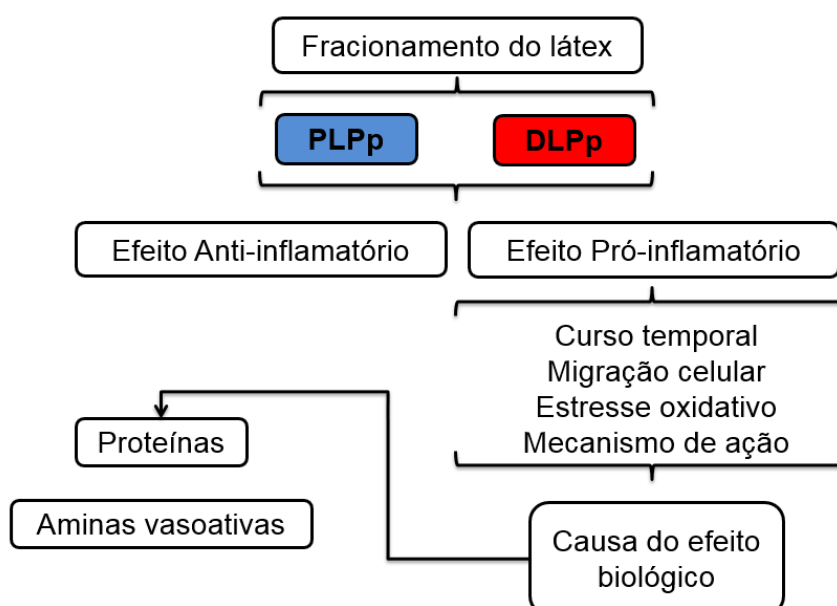 Fracionamento do látex
PLPp
DLPp
Efeito Anti-inflamatório
Efeito Pró-inflamatório
Curso temporal
Migração celular
Estresse oxidativo
Mecanismo de ação
Proteínas
Aminas vasoativas
Causa do efeito
biológico